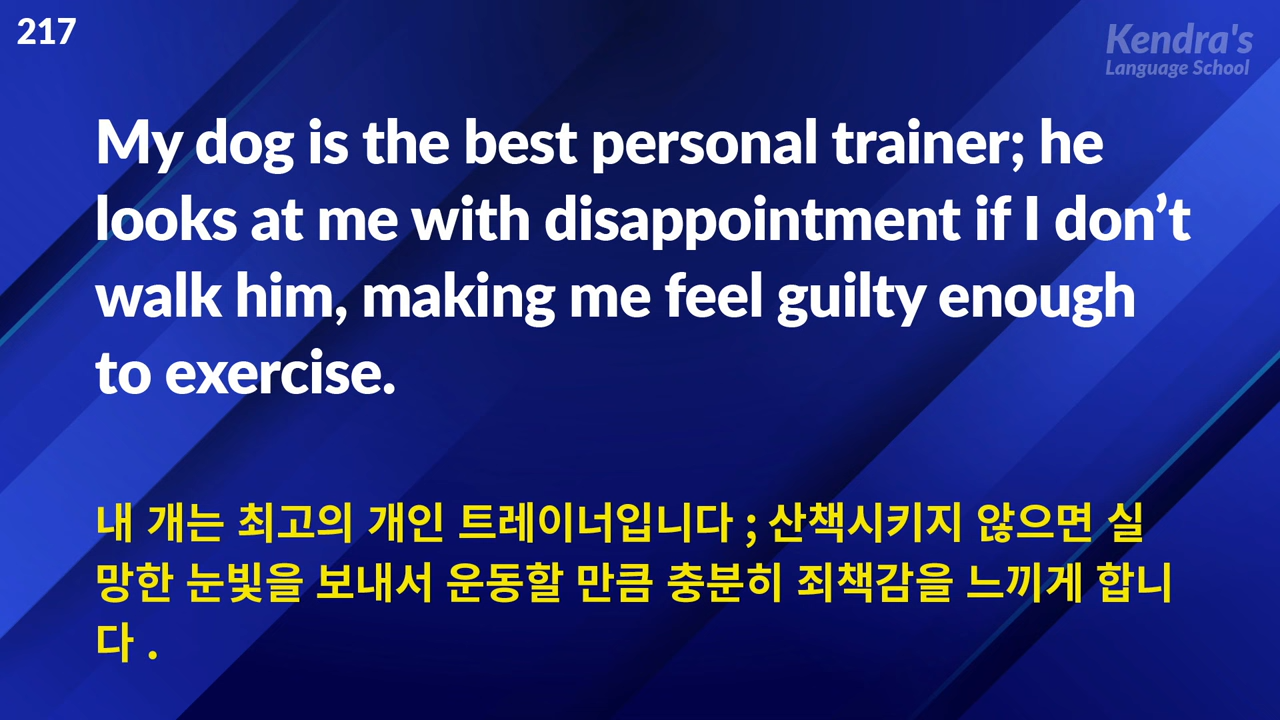 217
Kendra's
Language School
My dog is the best personal trainer; he
looks at me with disappointment if I don’t
walk him, making me feel guilty enough
to exercise.
내 개는 최고의 개인 트레이너입니다 ; 산책시키지 않으면 실
망한 눈빛을 보내서 운동할 만큼 충분히 죄책감을 느끼게 합니
다 .